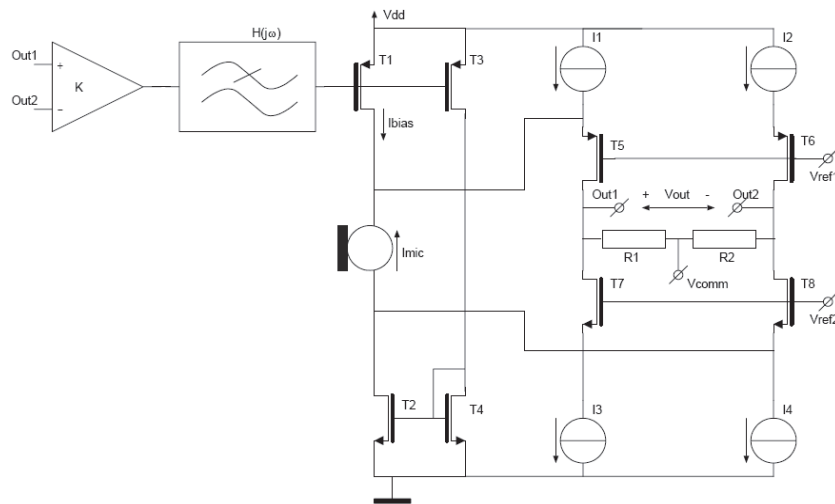 Vdd
H(jω)
I1
I2
Out1
+
K
Out2
−
T1
T3
Ibias
T5
T6
Vref1
Out1
+
Vout
-
Out2
R1
R2
Imic
Vcomm
T7
T8
Vref2
T2
T4
I3
I4